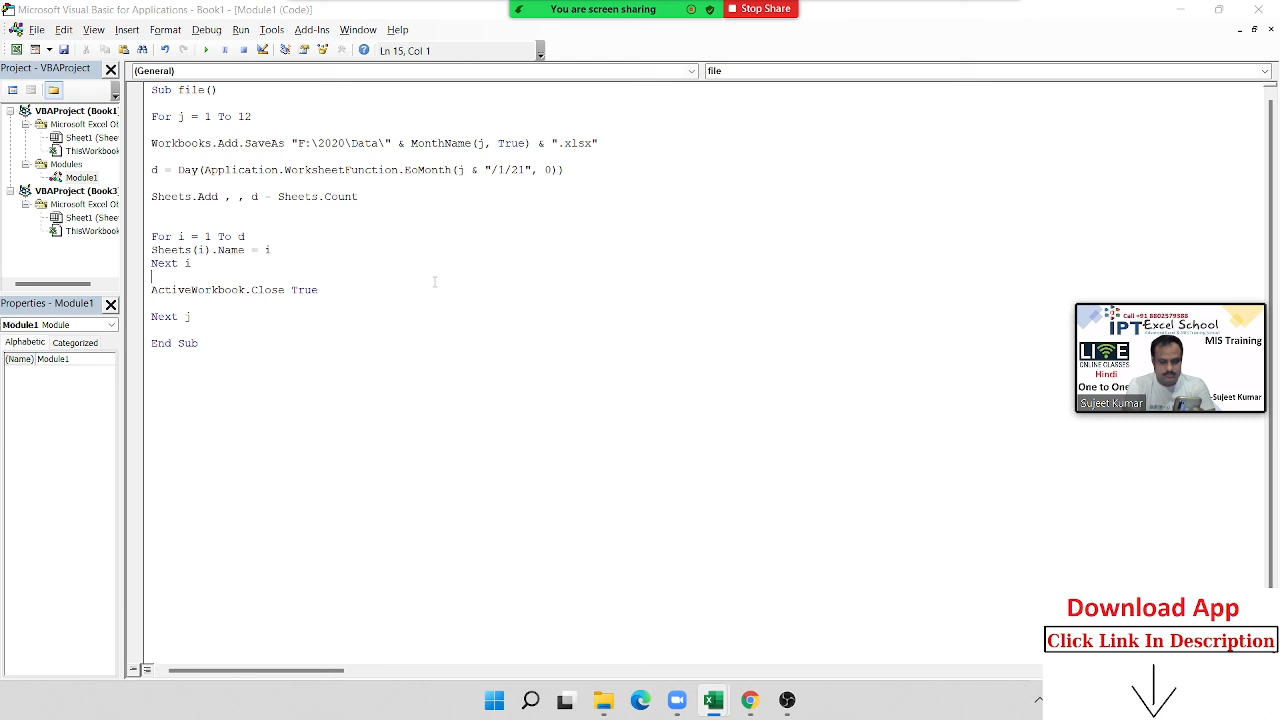 Microsoft Visual Basic for Applications - Book1 - [Module1 (Code)]
You are screen sharing
Stop Share
File Edit View Insert Format Debug Run Tools Add-Ins Window Help
Ln 15, Col 1
Project - VBAProject
(General)
file
VBAProject (Book1
Microsoft Excel Ob
Sheet1 (Shee
ThisWorkbook
Modules
Module1
VBAProject (Book3
Microsoft Excel Ob
Sheet1 (Shee
ThisWorkbook
Properties - Module1
Module1 Module
Alphabetic Categorized
(Name) Module1
Sub file()
For j = 1 To 12
Workbooks.Add.SaveAs "F:\2020\Data\" & MonthName(j, True) & ".xlsx"
d = Day(Application.WorksheetFunction.EoMonth(j & "/1/21", 0))
Sheets.Add , , d - Sheets.Count
For i = 1 To d
Sheets(i).Name = i
Next i
ActiveWorkbook.Close True
Next j
End Sub
Call +91 8802579388
IPT Excel School
MIS Training
LIVE
ONLINE CLASSES
Hindi
One to One
-Sujeet Kumar
Sujeet Kumar
Download App
Click Link In Description